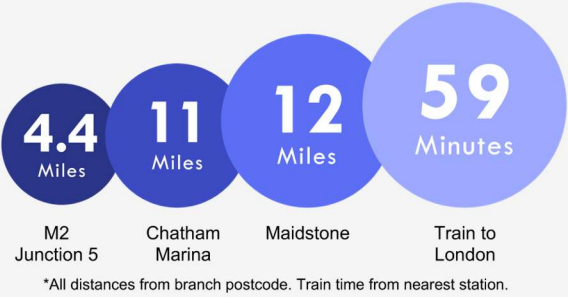 4.4
Miles
11
Miles
12
Miles
59
Minutes
M2
Junction 5
Chatham
Marina
Maidstone
Train to
London
*All distances from branch postcode. Train time from nearest station.